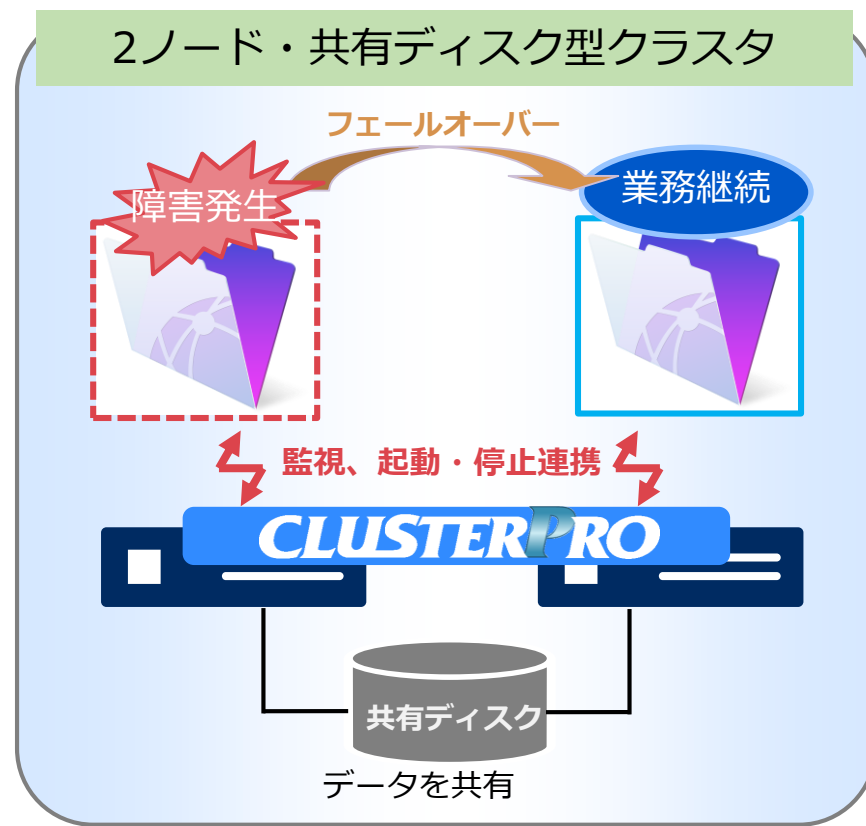 2ノード・共有ディスク型クラスタ
フェールオーバー
障害発生
業務継続
監視、起動・停止連携
CLUSTERPRO
共有ディスク
データを共有